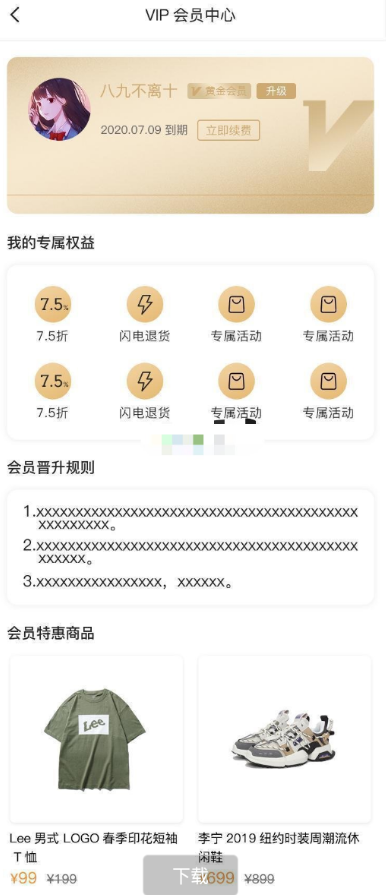 VIP 会员中心
八九不离十 V 黄金会员 升级
2020.07.09 到期 立即续费
V
我的专属权益
7.5% 
7.5折 闪电退货 专属活动 专属活动
7.5%
7.5折 闪电退货 专属活动 专属活动
会员晋升规则
1.xxxxxxxxxxxxxxxxxxxxxxxxxxxxxxxxxxxxxxxxx
xxxxxxxxx。
2.xxxxxxxxxxxxxxxxxxxxxxxxxxxxxxxxxxxxxxxxx
xxxxxx。
3.xxxxxxxxxxxxxxxx，xxxxxx。
会员特惠商品
Lee
Lee 男式 LOGO 春季印花短袖
T 恤
¥99 ¥199
李宁 2019 纽约时装周潮流休
闲鞋
¥699 ¥899
下载